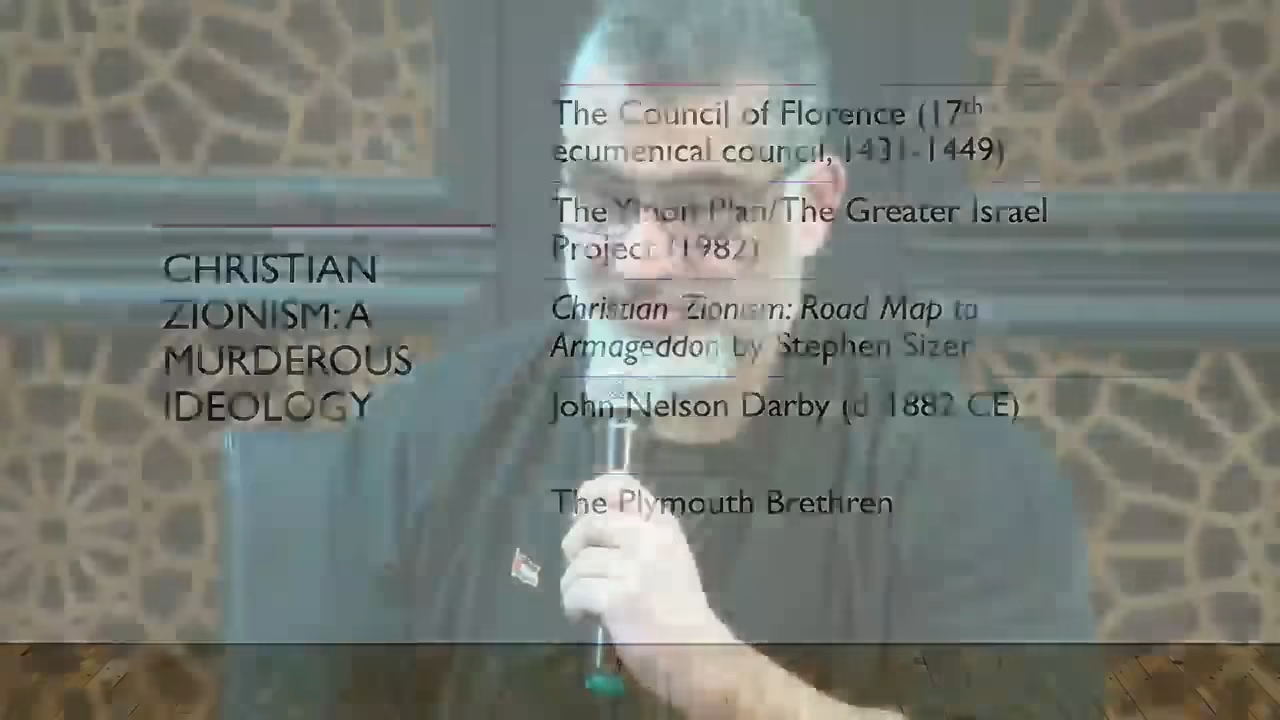 CHRISTIAN
ZIONISM: A
MURDEROUS
IDEOLOGY
The Council of Florence (17th
ecumenical council, 1431-1449)
The Yinon Plan/The Greater Israel
Project (1982)
Christian Zionism: Road Map to
Armageddon by Stephen Sizer
John Nelson Darby (d 1882 CE)
The Plymouth Brethren